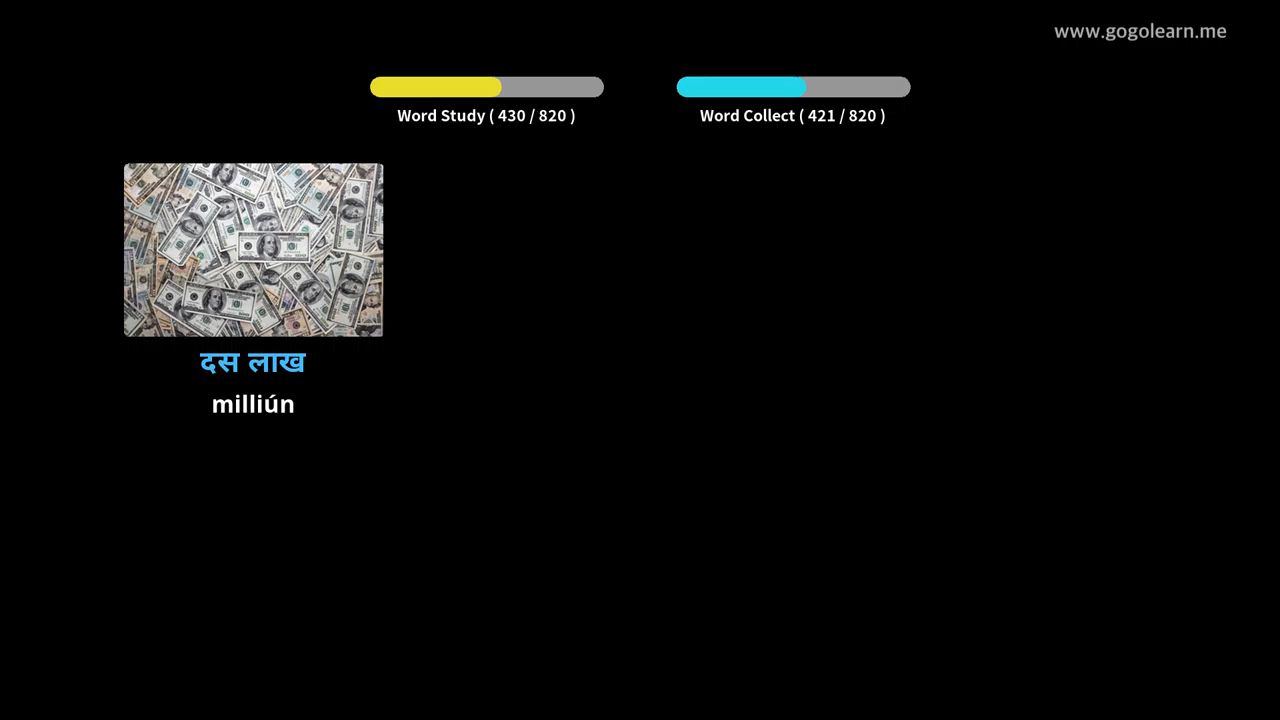 www.gogolearn.me
Word Study ( 430 / 820 )
Word Collect ( 421 / 820 )
दस लाख
milliún